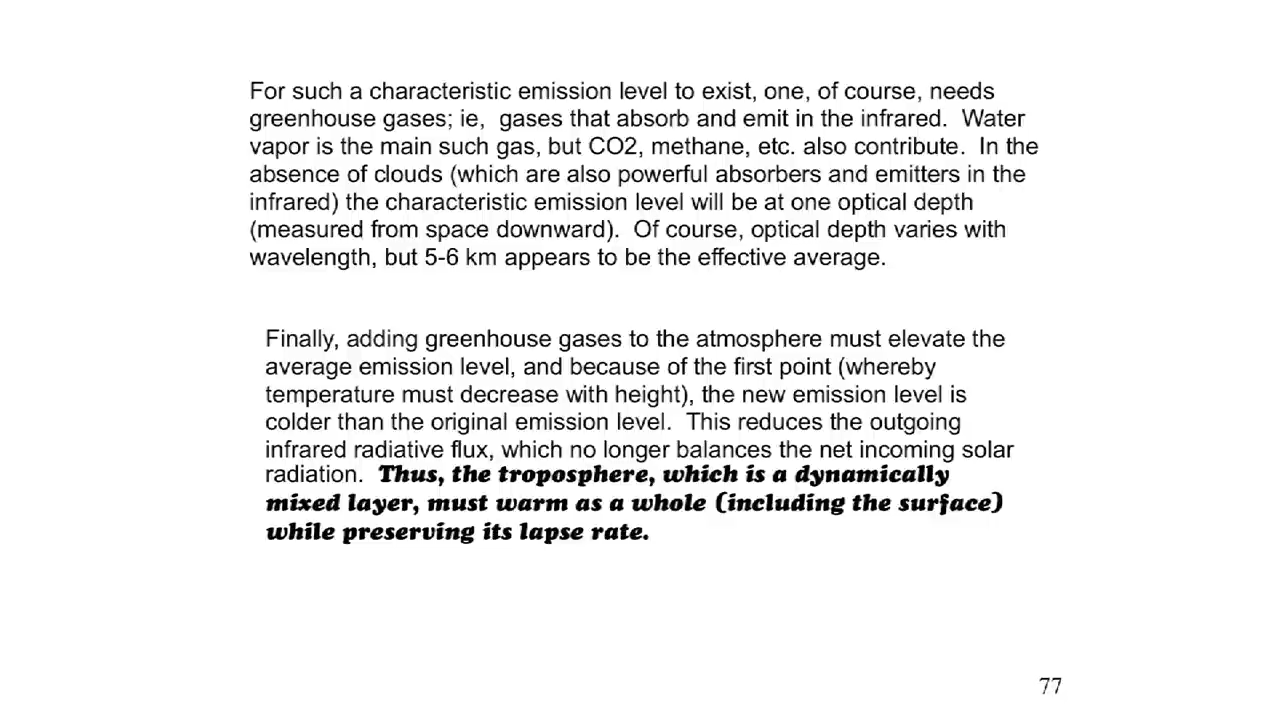 For such a characteristic emission level to exist, one, of course, needs
greenhouse gases; ie,  gases that absorb and emit in the infrared.  Water
vapor is the main such gas, but CO2, methane, etc. also contribute.  In the
absence of clouds (which are also powerful absorbers and emitters in the
infrared) the characteristic emission level will be at one optical depth
(measured from space downward).  Of course, optical depth varies with
wavelength, but 5-6 km appears to be the effective average.
Finally, adding greenhouse gases to the atmosphere must elevate the
average emission level, and because of the first point (whereby
temperature must decrease with height), the new emission level is
colder than the original emission level.  This reduces the outgoing
infrared radiative flux, which no longer balances the net incoming solar
radiation.  Thus, the troposphere, which is a dynamically
mixed layer, must warm as a whole (including the surface)
while preserving its lapse rate.
77